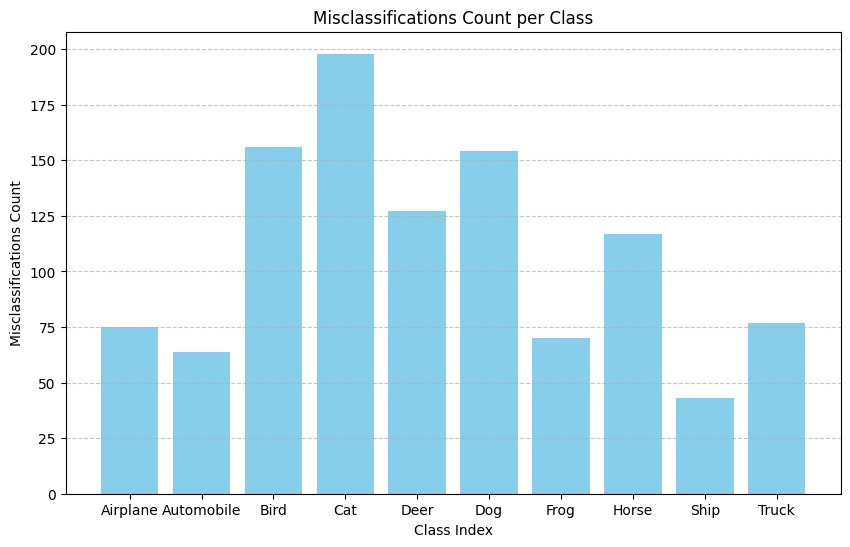 Misclassifications Count per Class
Misclassifications Count
200
175
150
125
100
75
50
25
0
Airplane Automobile Bird Cat Deer Dog Frog Horse Ship Truck
Class Index